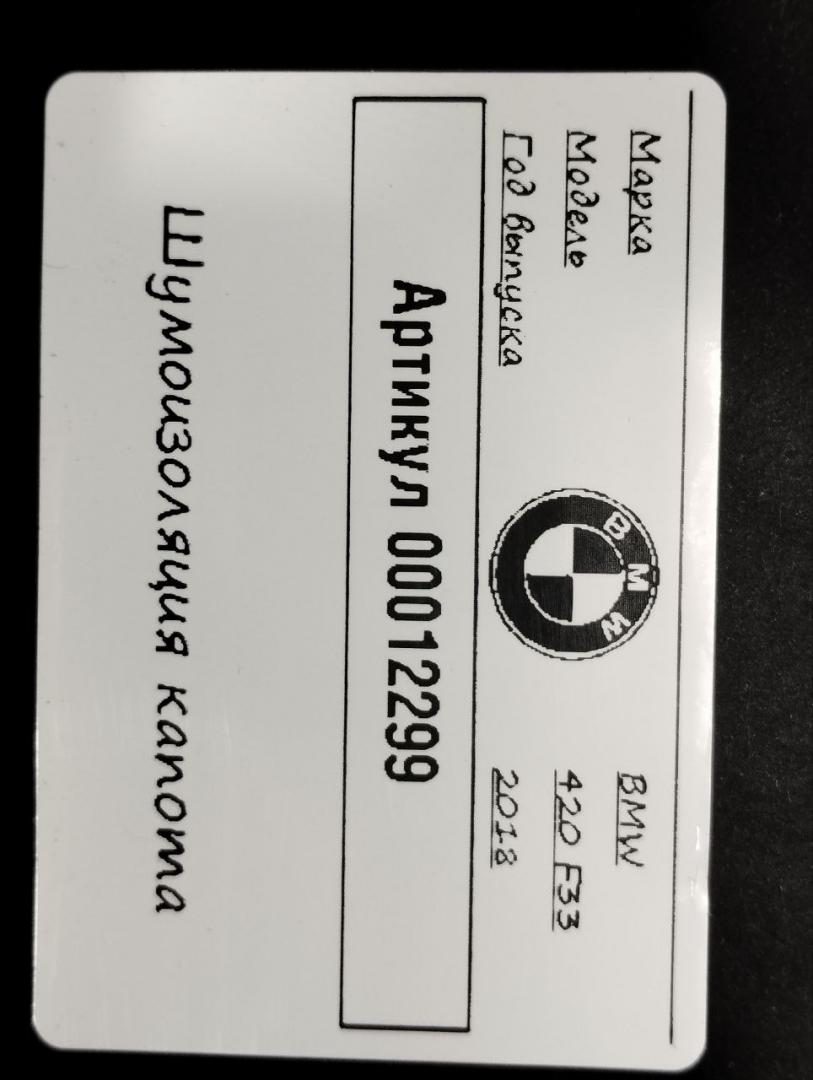 Марка BMW
Модель 420 F33
Год выпуска 2018
BMW
Артикул 00012299
Шумоизоляция капота